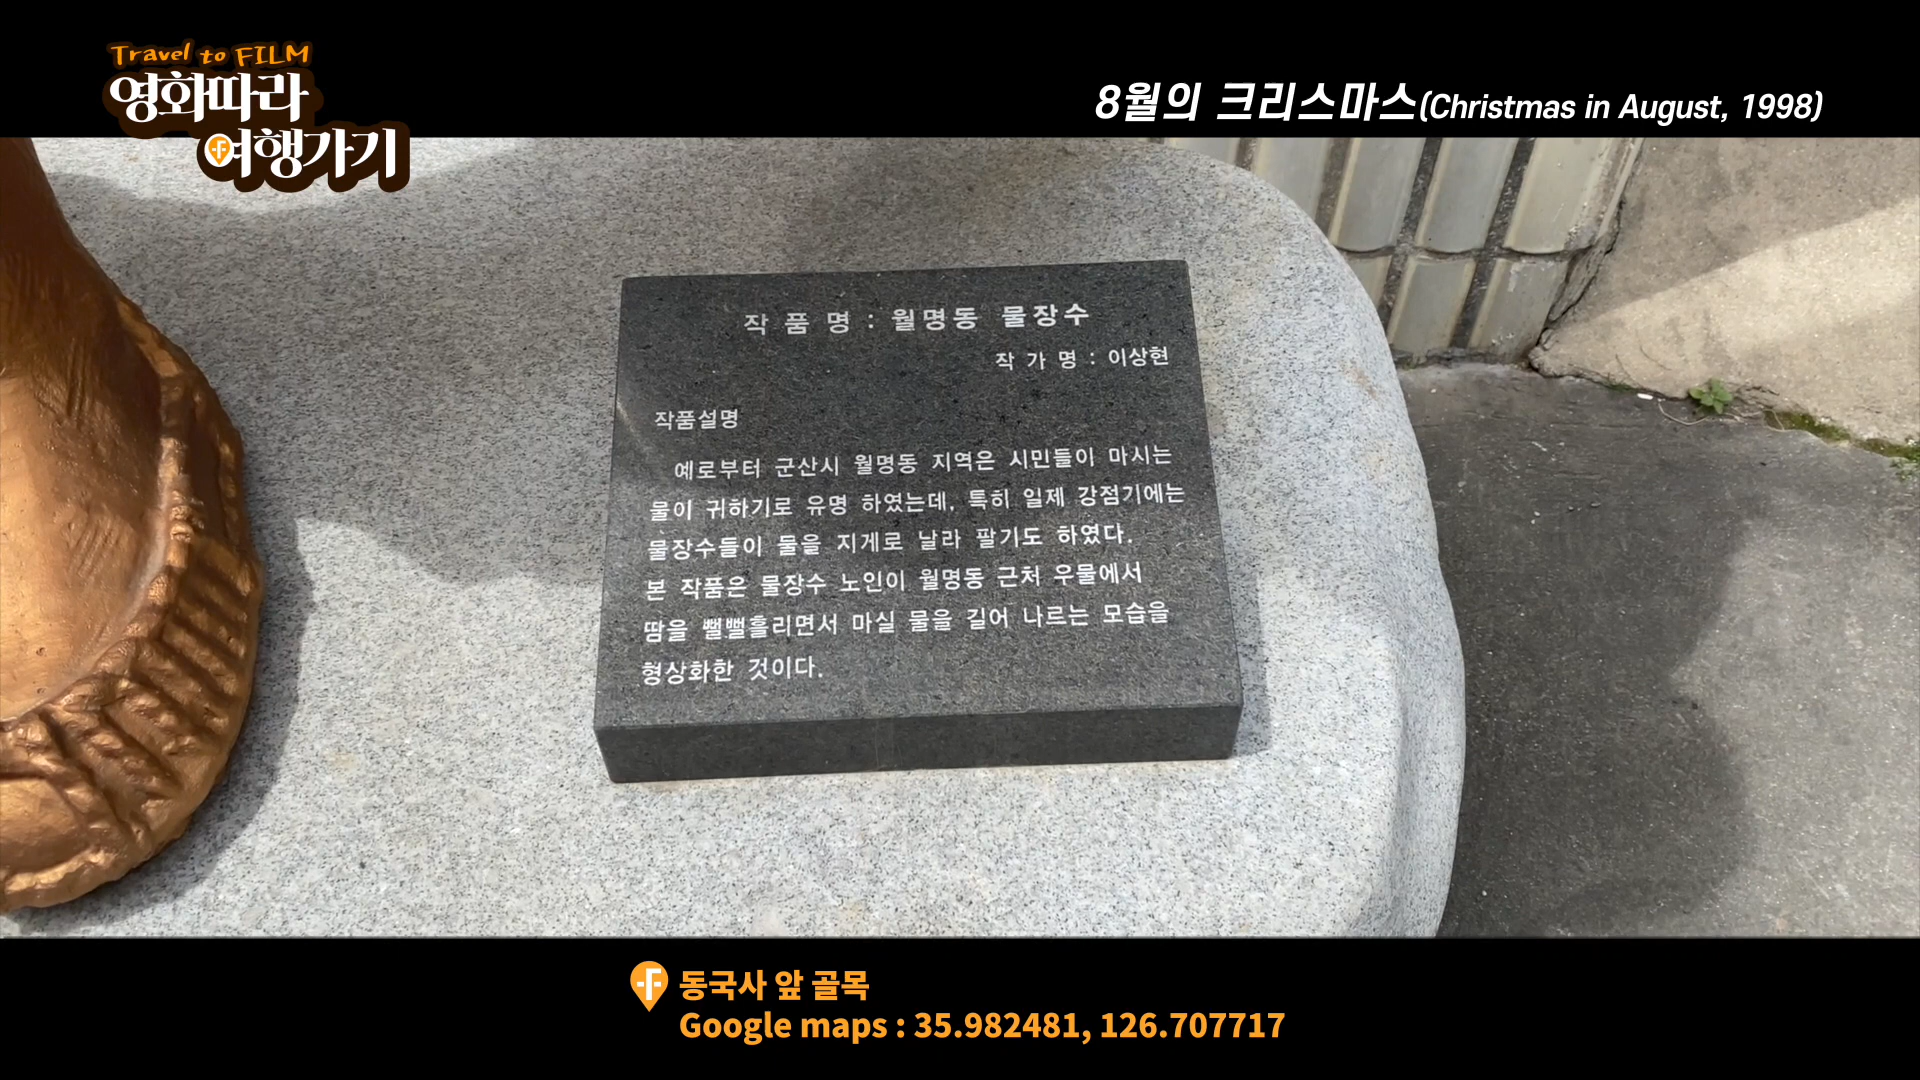 Travel to FILM
영화따라
여행가기
8월의 크리스마스(Christmas in August, 1998)
작 품 명 : 월명동 물장수
작 가 명 : 이상현
작품설명
예로부터 군산시 월명동 지역은 시민들이 마시는
물이 귀하기로 유명 하였는데, 특히 일제 강점기에는
물장수들이 물을 지게로 날라 팔기도 하였다.
본 작품은 물장수 노인이 월명동 근처 우물에서
땀을 뻘뻘흘리면서 마실 물을 길어 나르는 모습을
형상화한 것이다.
동국사 앞 골목
Google maps : 35.982481, 126.707717